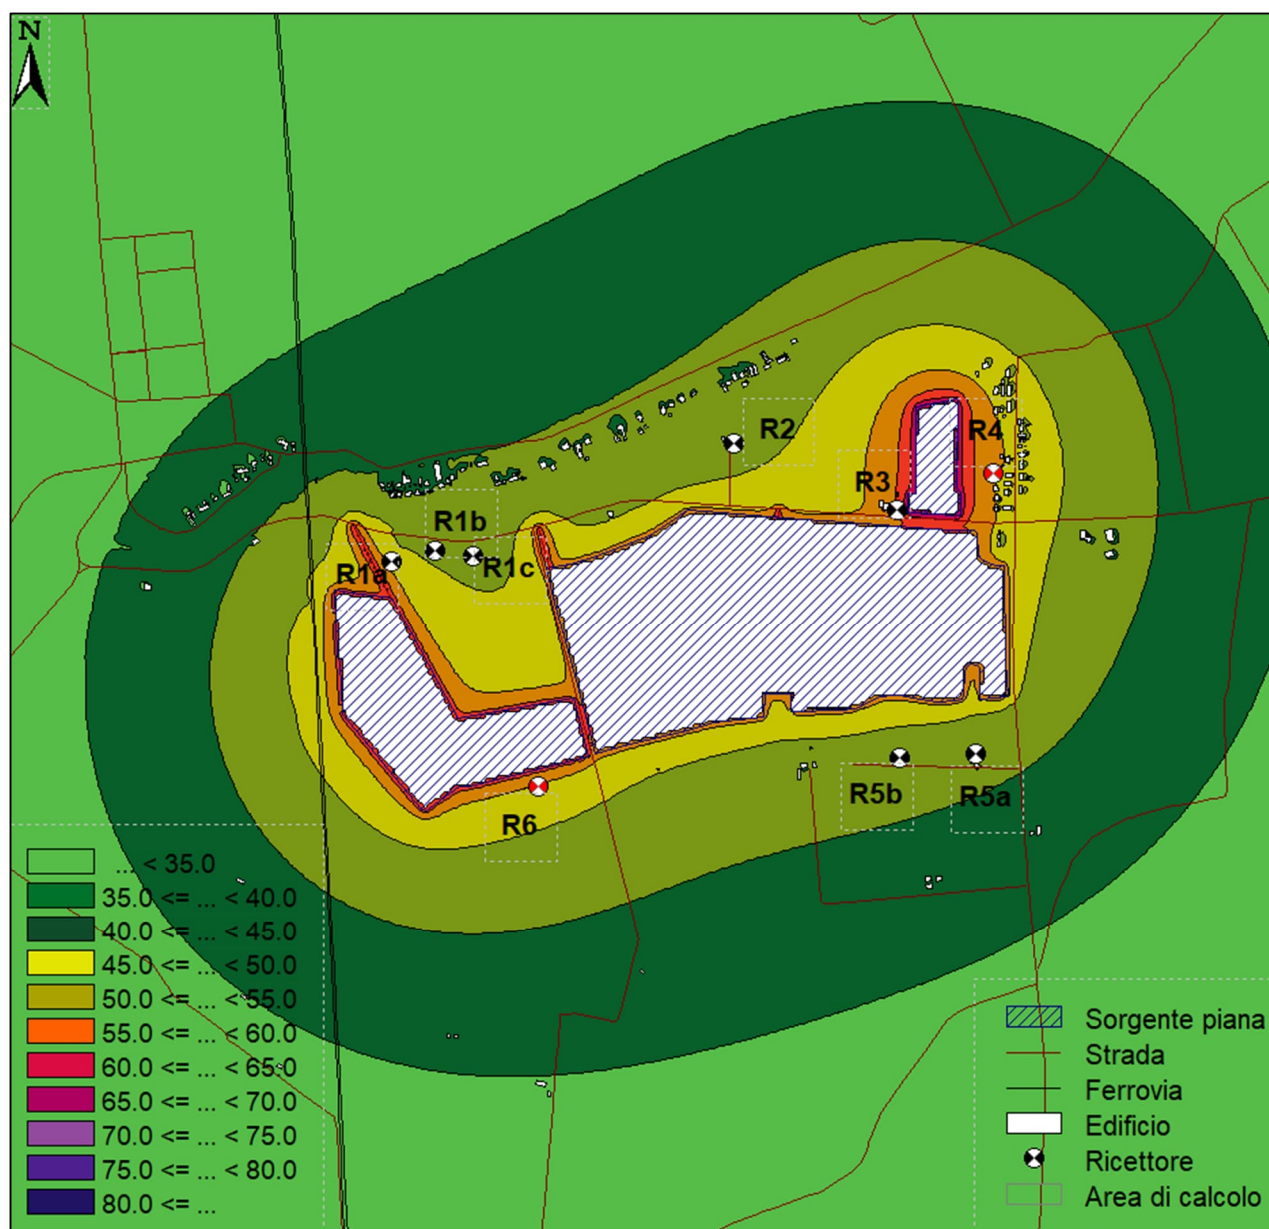 N
R2
R4
R3
R1b
R1c
R1a
R5b
R5a
R6
... < 35.0
35.0 <= ... < 40.0
40.0 <= ... < 45.0
45.0 <= ... < 50.0
50.0 <= ... < 55.0
55.0 <= ... < 60.0
60.0 <= ... < 65.0
65.0 <= ... < 70.0
70.0 <= ... < 75.0
75.0 <= ... < 80.0
80.0 <= ...
Sorgente piana
Strada
Ferrovia
Edificio
Ricettore
Area di calcolo